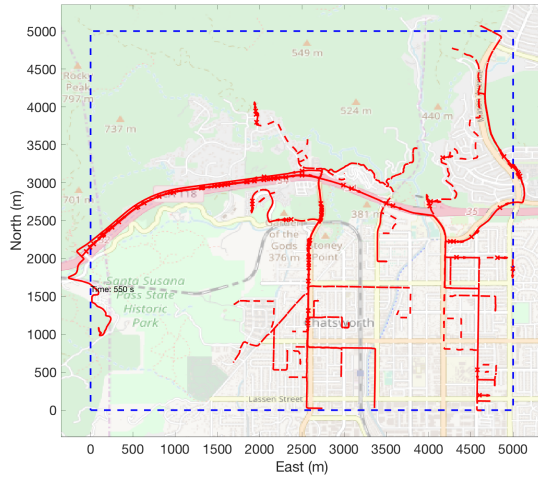 5000
4500
4000
3500
3000
2500
2000
1500
1000
500
0
North (m)
549 m
Rock
Peak
797 m
737 m
524 m
440 m
701 m
118
of the
Gods
376 m
Stoney
Point
381 m
Santa Susana
Pass State
Historic
Park
Time: 550 s
Chatsworth
Lassen Street
0 500 1000 1500 2000 2500 3000 3500 4000 4500 5000
East (m)